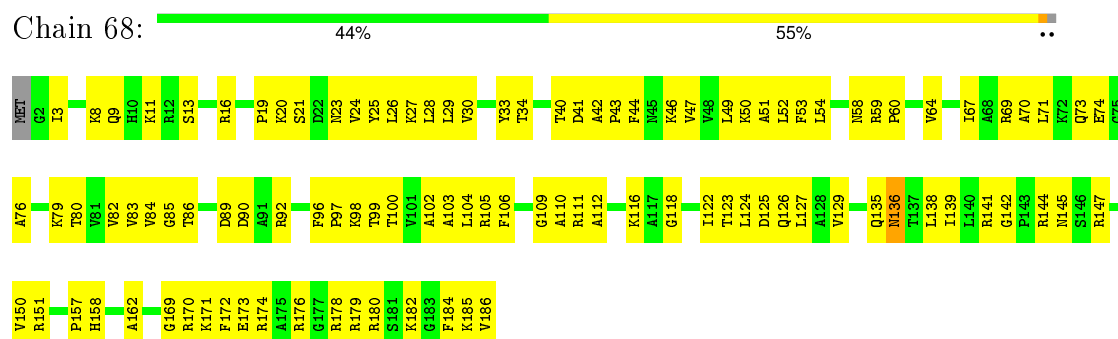 Chain 68:
44% 55% ••
MET G2 I3 K8 Q9 H10 K11 R12 S13 R16 P19 K20 S21 D22 N23 V24 Y25 L26 K27 L28 L29 V30 Y33 T34 T40 D41 A42 P43 F44 N45 K46 V47 V48 L49 K50 A51 L52 F53 L54 N58 R59 P60 V64 I67 A68 R69 A70 L71 K72 Q73 E74 G75
A76 K79 T80 V81 V82 V83 V84 G85 T86 D89 D90 A91 R92 F96 P97 K98 T99 T100 V101 A102 A103 L104 R105 F106 G109 A110 R111 A112 K116 A117 G118 I122 T123 L124 D125 Q126 L127 A128 V129 Q135 N136 T137 L138 I139 L140 R141 G142 P143 R144 N145 S146 R147
V150 R151 P157 H158 A162 G169 R170 K171 F172 E173 R174 A175 R176 G177 R178 R179 R180 S181 K182 G183 F184 K185 V186